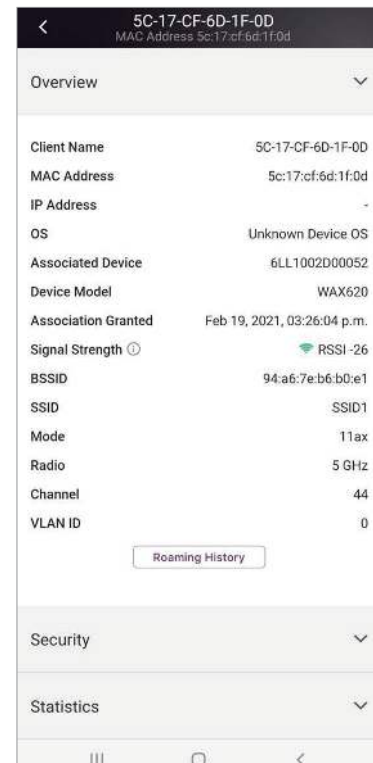 5C-17-CF-6D-1F-0D
MAC Address 5c:17:cf:6d:1f:0d
Overview
Client Name 5C-17-CF-6D-1F-0D
MAC Address 5c:17:cf:6d:1f:0d
IP Address -
OS Unknown Device OS
Associated Device 6LL1002D00052
Device Model WAX620
Association Granted Feb 19, 2021, 03:26:04 p.m.
Signal Strength RSSI -26
BSSID 94:a6:7e:b6:b0:e1
SSID SSID1
Mode 11ax
Radio 5 GHz
Channel 44
VLAN ID 0
Roaming History
Security
Statistics